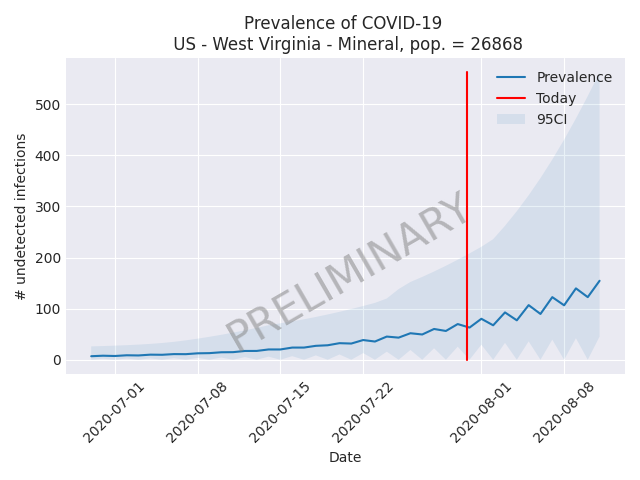 Prevalence of COVID-19
US - West Virginia - Mineral, pop. = 26868
Prevalence
Today
95CI
500
400
300
200
100
0
# undetected infections
PRELIMINARY
2020-07-01
2020-07-08
2020-07-15
2020-07-22
2020-08-01
2020-08-08
Date